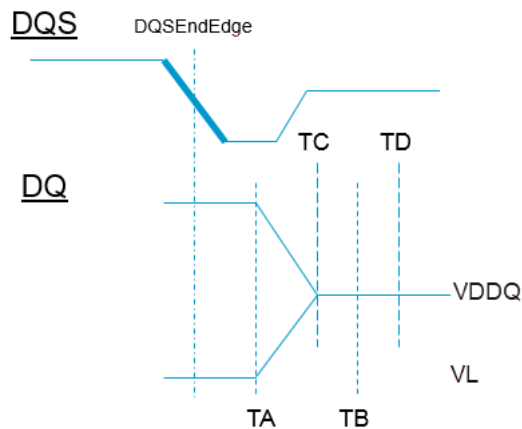 DQS
DQSEndEdge
TC
TD
DQ
VDDQ
VL
TA
TB